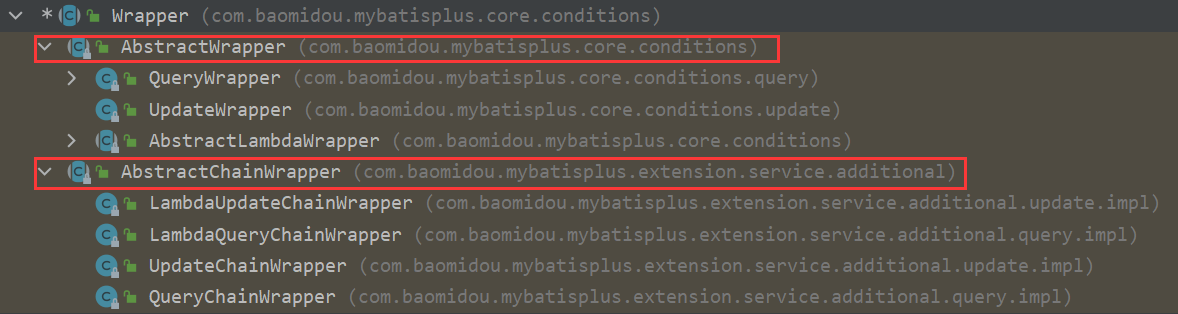 * Wrapper (com.baomidou.mybatisplus.core.conditions)
AbstractWrapper (com.baomidou.mybatisplus.core.conditions)
QueryWrapper (com.baomidou.mybatisplus.core.conditions.query)
UpdateWrapper (com.baomidou.mybatisplus.core.conditions.update)
AbstractLambdaWrapper (com.baomidou.mybatisplus.core.conditions)
AbstractChainWrapper (com.baomidou.mybatisplus.extension.service.additional)
LambdaUpdateChainWrapper (com.baomidou.mybatisplus.extension.service.additional.update.impl)
LambdaQueryChainWrapper (com.baomidou.mybatisplus.extension.service.additional.query.impl)
UpdateChainWrapper (com.baomidou.mybatisplus.extension.service.additional.update.impl)
QueryChainWrapper (com.baomidou.mybatisplus.extension.service.additional.query.impl)